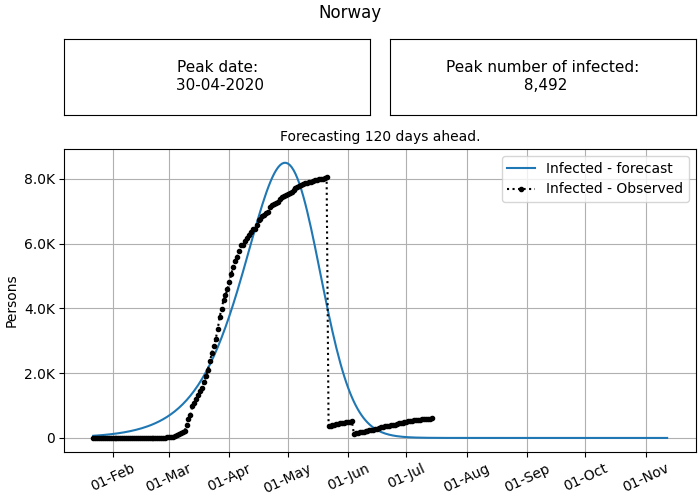 Norway
Peak date:
30-04-2020
Peak number of infected:
8,492
Forecasting 120 days ahead.
Infected - forecast
Infected - Observed
8.0K
6.0K
4.0K
2.0K
0
Persons
01-Feb
01-Mar
01-Apr
01-May
01-Jun
01-Jul
01-Aug
01-Sep
01-Oct
01-Nov